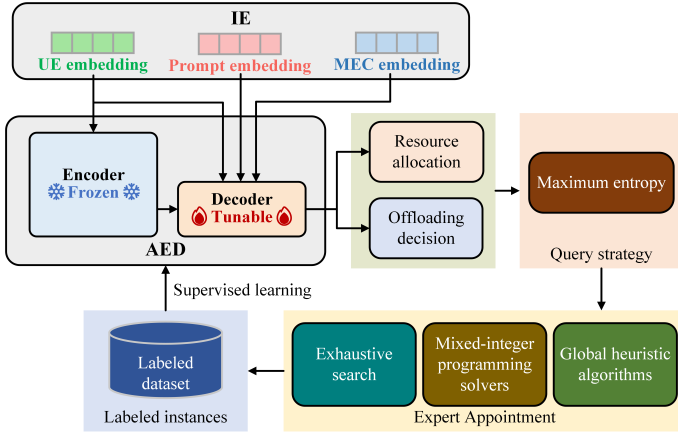 IE
UE embedding
Prompt embedding
MEC embedding
Encoder
Frozen
Decoder
Tunable
AED
Resource
allocation
Offloading
decision
Maximum entropy
Query strategy
Supervised learning
Labeled
dataset
Labeled instances
Exhaustive
search
Mixed-integer
programming
solvers
Global heuristic
algorithms
Expert Appointment